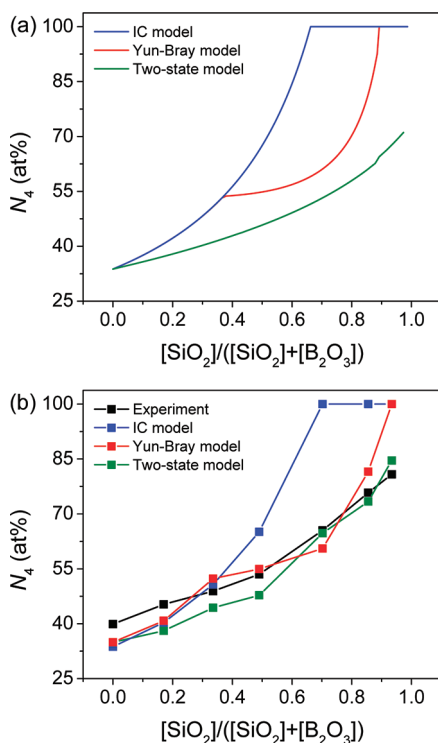 (a)
100
85
70
55
40
25
N₄ (at%)
IC model
Yun-Bray model
Two-state model
0.0 0.2 0.4 0.6 0.8 1.0
[SiO₂]/([SiO₂]+[B₂O₃])
(b)
100
85
70
55
40
25
N₄ (at%)
Experiment
IC model
Yun-Bray model
Two-state model
0.0 0.2 0.4 0.6 0.8 1.0
[SiO₂]/([SiO₂]+[B₂O₃])